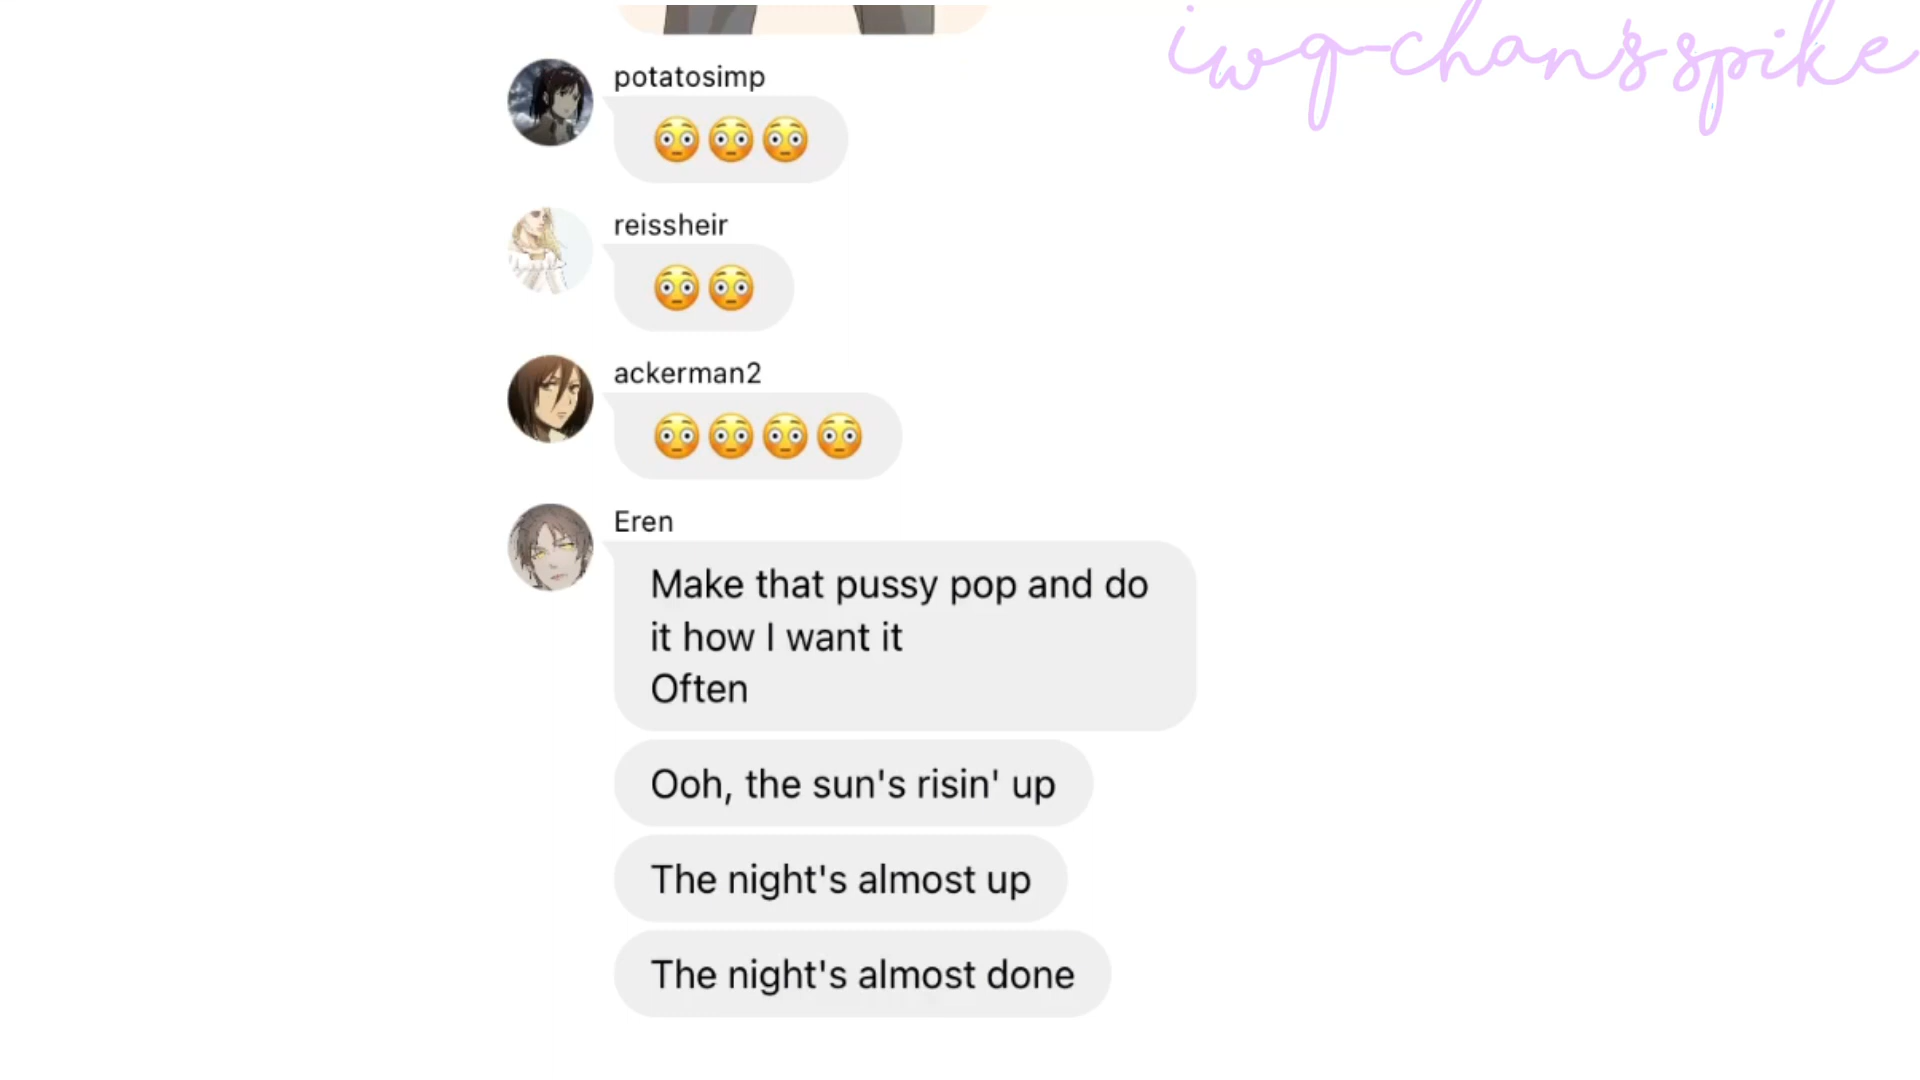 iwq-chan's spike
potatosimp
😳😳😳
reissheir
😳😳
ackerman2
😳😳😳😳
Eren
Make that pussy pop and do
it how I want it
Often
Ooh, the sun's risin' up
The night's almost up
The night's almost done